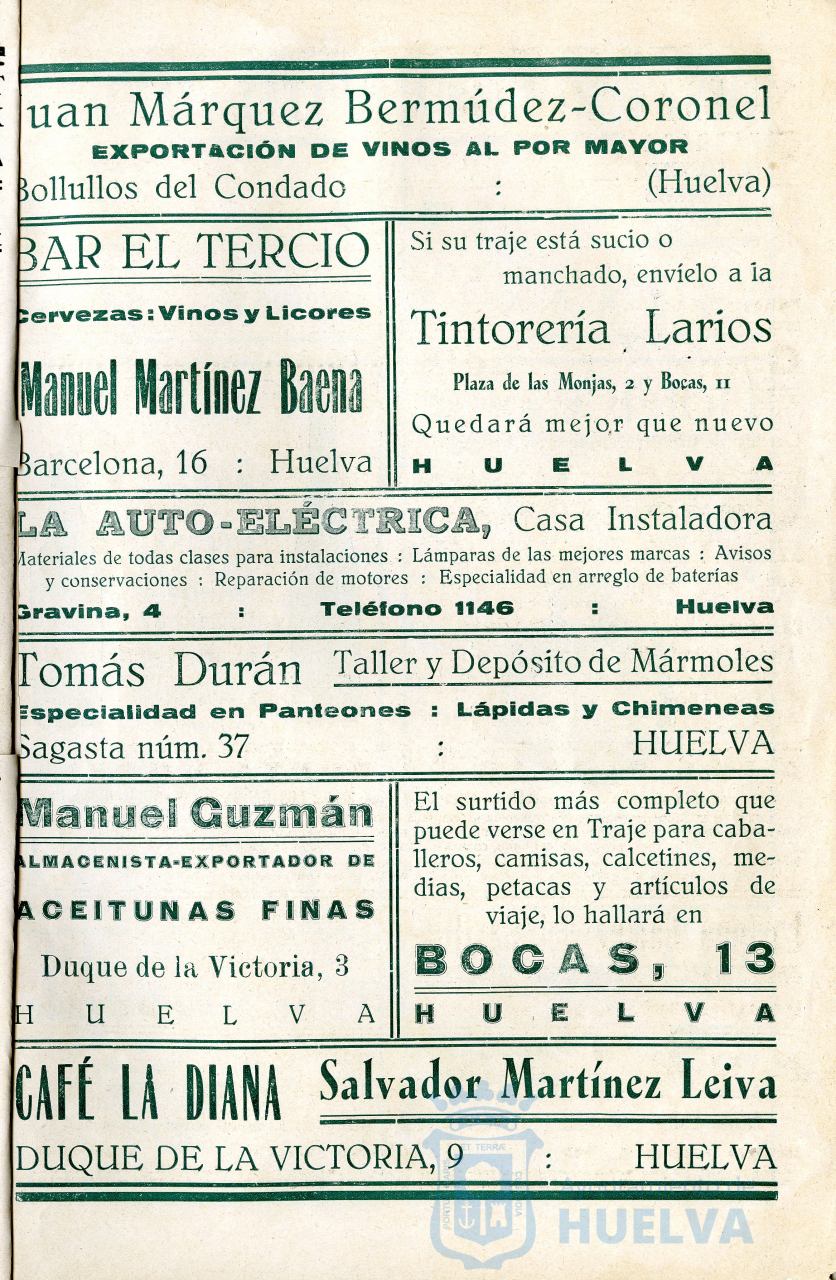 Juan Márquez Bermúdez-Coronel
EXPORTACIÓN DE VINOS AL POR MAYOR
Bollullos del Condado : (Huelva)
BAR EL TERCIO
Cervezas: Vinos y Licores
Manuel Martínez Baena
Barcelona, 16 : Huelva
Si su traje está sucio o
manchado, envíelo a la
Tintorería Larios
Plaza de las Monjas, 2 y Bocas, 11
Quedará mejor que nuevo
HUELVA
LA AUTO-ELÉCTRICA, Casa Instaladora
Materiales de todas clases para instalaciones : Lámparas de las mejores marcas : Avisos
y conservaciones : Reparación de motores : Especialidad en arreglo de baterías
Gravina, 4 : Teléfono 1146 : Huelva
Tomás Durán Taller y Depósito de Mármoles
Especialidad en Panteones : Lápidas y Chimeneas
Sagasta núm. 37 : HUELVA
Manuel Guzmán
ALMACENISTA-EXPORTADOR DE
ACEITUNAS FINAS
Duque de la Victoria, 3
HUELVA
El surtido más completo que
puede verse en Traje para caba-
lleros, camisas, calcetines, me-
dias, petacas y artículos de
viaje, lo hallará en
BOCAS, 13
HUELVA
CAFÉ LA DIANA Salvador Martínez Leiva
DUQUE DE LA VICTORIA, 9 : HUELVA
Ayuntamiento de
HUELVA